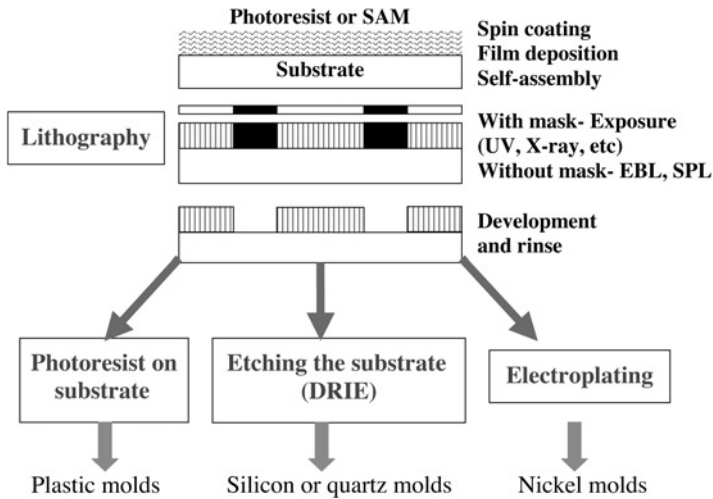 Photoresist or SAM
Spin coating
Film deposition
Self-assembly
Substrate
Lithography
With mask- Exposure
(UV, X-ray, etc)
Without mask- EBL, SPL
Development
and rinse
Photoresist on
substrate
Etching the substrate
(DRIE)
Electroplating
Plastic molds
Silicon or quartz molds
Nickel molds